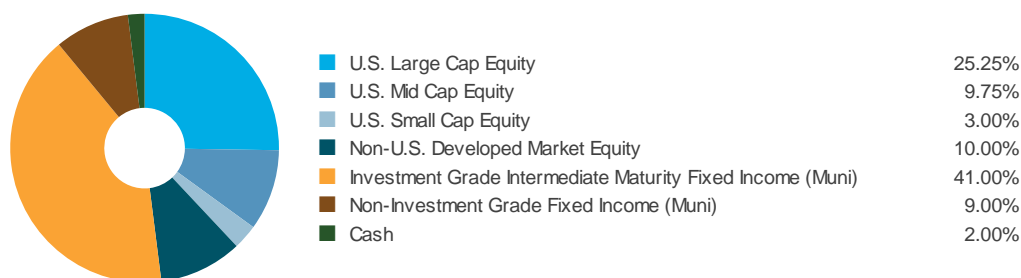 U.S. Large Cap Equity 25.25%
U.S. Mid Cap Equity 9.75%
U.S. Small Cap Equity 3.00%
Non-U.S. Developed Market Equity 10.00%
Investment Grade Intermediate Maturity Fixed Income (Muni) 41.00%
Non-Investment Grade Fixed Income (Muni) 9.00%
Cash 2.00%